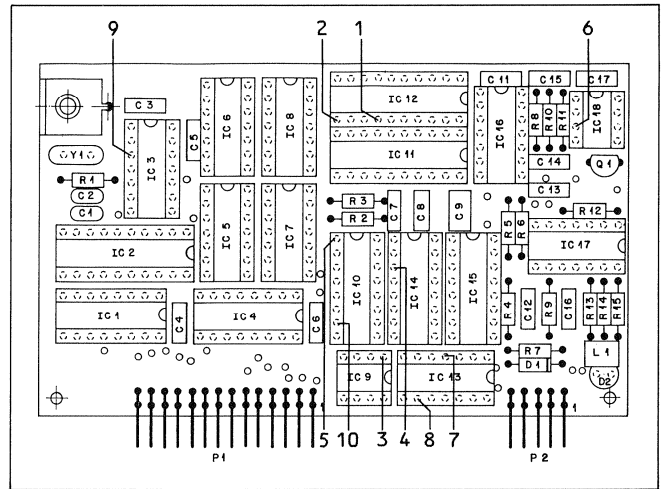 9 2 1 6
C 3
IC 6
IC 8
IC 12
C 11
C 15
C 17
IC 3
C 5
IC 16
R 8
R 10
R 11
IC 18
Y1
IC 11
C 14
Q 1
R 1
C 2
C 1
C 13
IC 5
IC 7
R 3
R 2
C 7
C 8
C 9
R 5
R 6
R 12
IC 2
IC 17
IC 10
IC 14
IC 15
IC 1
C 4
IC 4
C 6
R 4
C 12
R 9
C 16
R 13
R 14
R 15
R 7
D 1
L 1
IC 9
IC 13
D2
1
1
5 10 3 4 8 7
P1
P 2